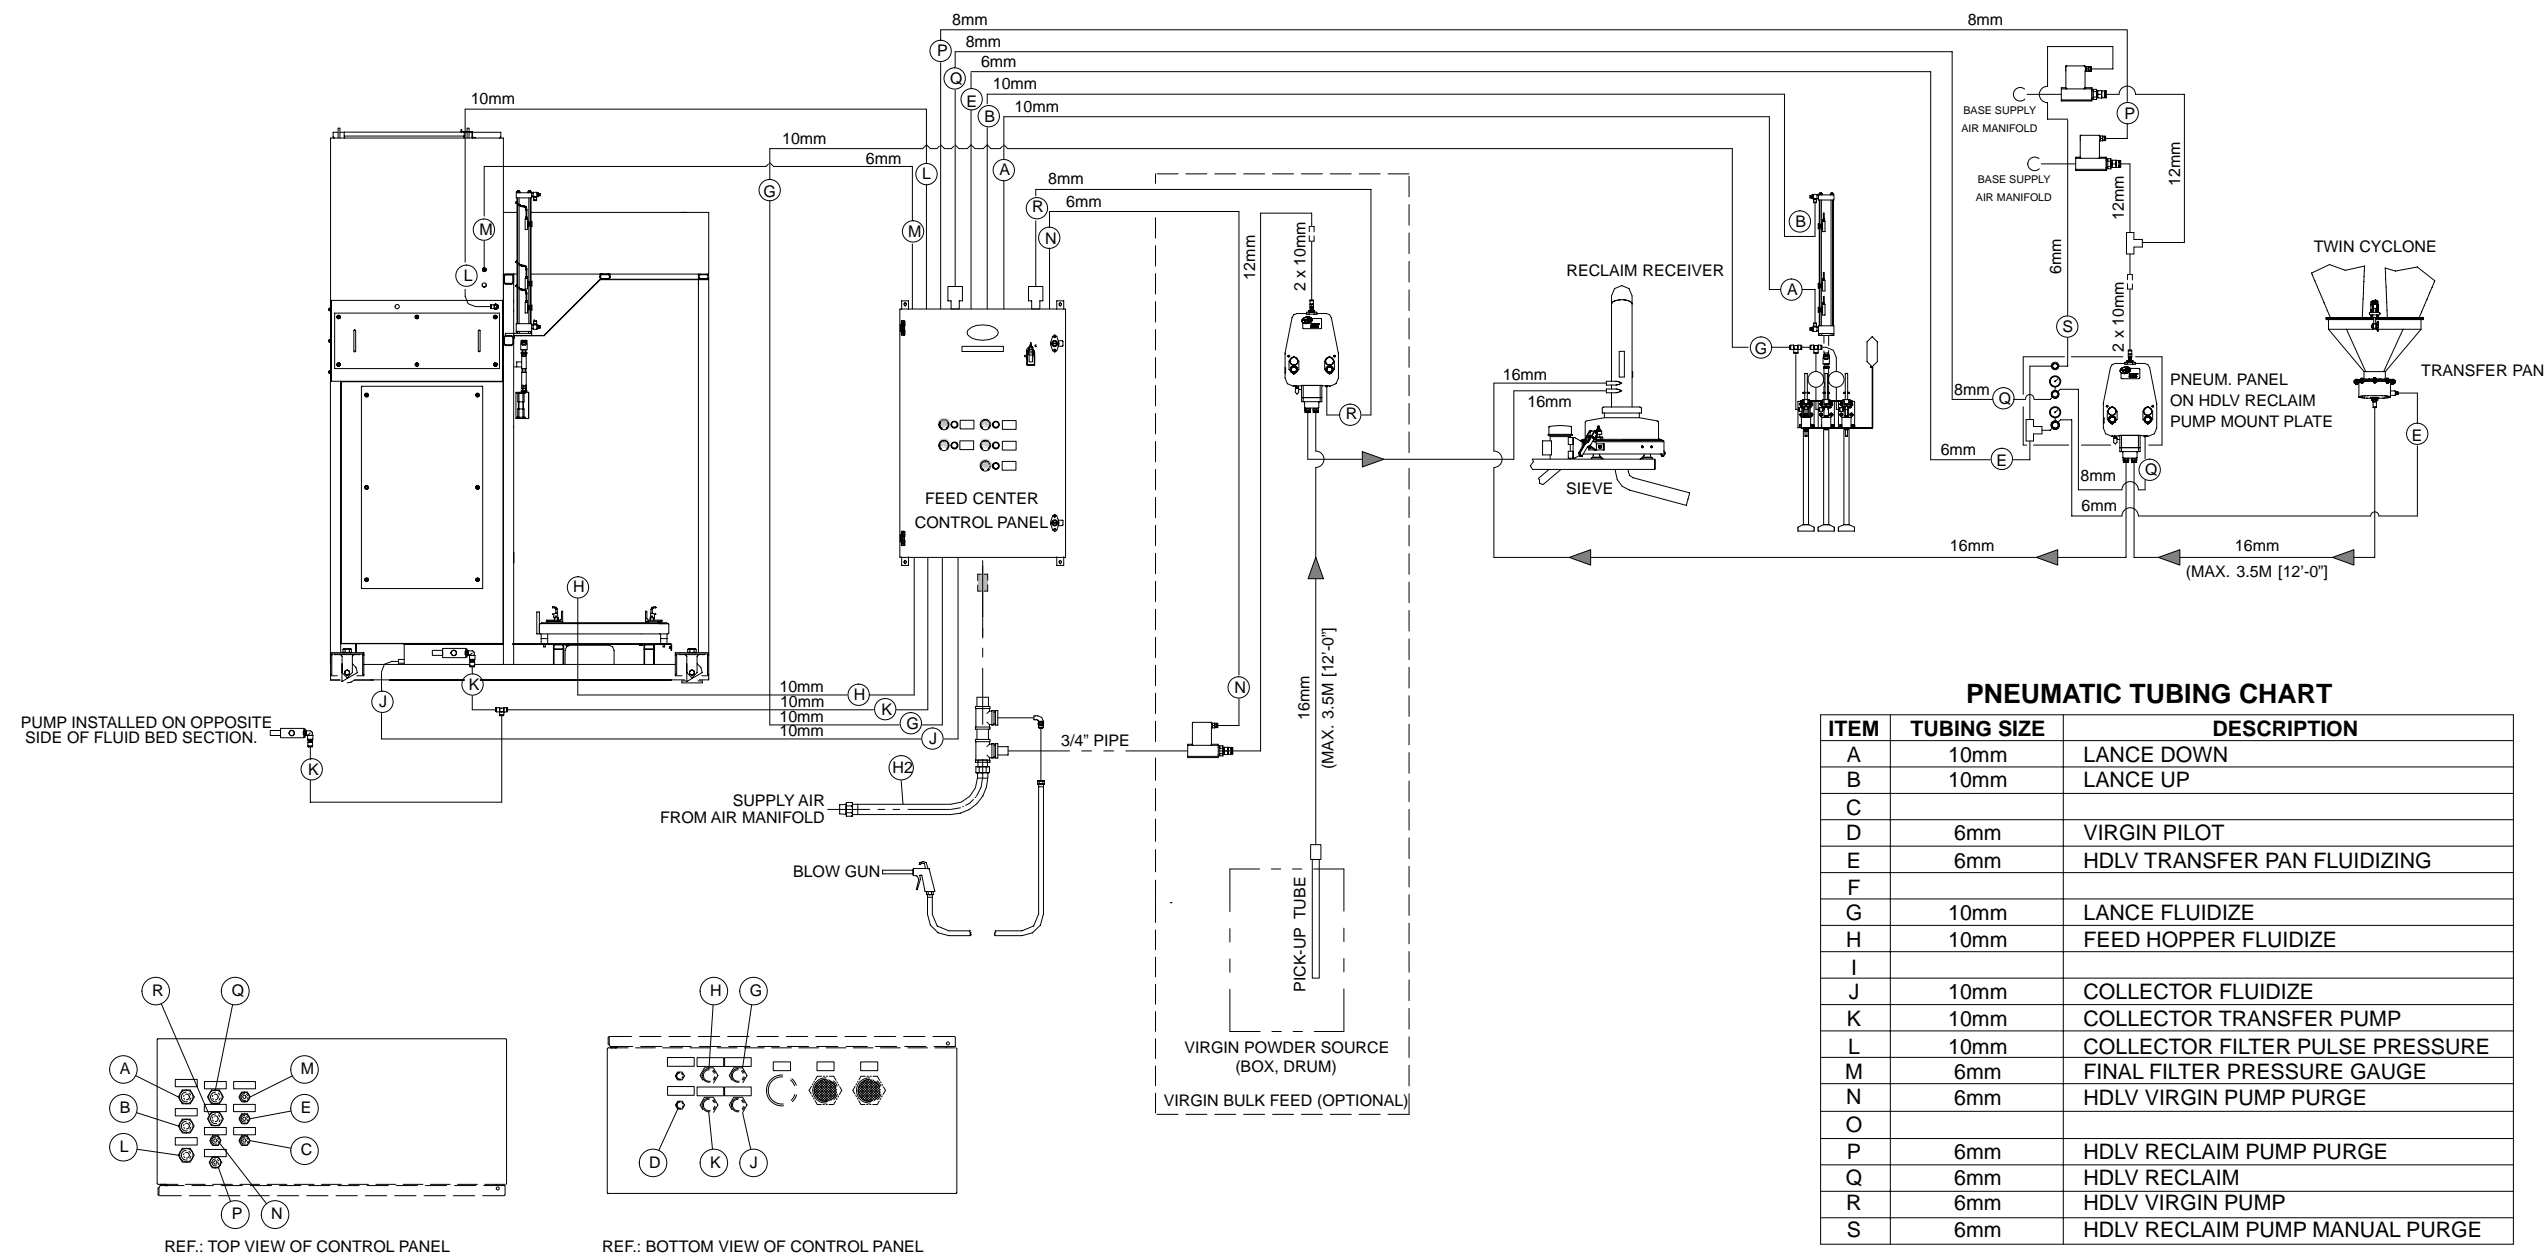 8mm
8mm
P
8mm
Q
6mm
E
10mm
B
10mm
10mm
A
10mm
6mm
L
G
M
M
L
8mm
R
6mm
N
BASE SUPPLY
AIR MANIFOLD
P
BASE SUPPLY
AIR MANIFOLD
12mm
12mm
6mm
S
2 x 10mm
TWIN CYCLONE
TRANSFER PAN
PNEUM. PANEL
ON HDLV RECLAIM
PUMP MOUNT PLATE
8mm
Q
6mm
E
E
Q
8mm
6mm
16mm
16mm
(MAX. 3.5M [12'-0"]
B
A
G
RECLAIM RECEIVER
16mm
16mm
SIEVE
12mm
2 x 10mm
R
FEED CENTER
CONTROL PANEL
H
J
K
10mm
H
10mm
K
10mm
G
10mm
J
PUMP INSTALLED ON OPPOSITE
SIDE OF FLUID BED SECTION.
K
H2
SUPPLY AIR
FROM AIR MANIFOLD
BLOW GUN
3/4" PIPE
N
16mm
(MAX. 3.5M [12'-0"]
PICK-UP TUBE
VIRGIN POWDER SOURCE
(BOX, DRUM)
VIRGIN BULK FEED (OPTIONAL)
R
Q
A
B
L
M
E
C
P
N
REF.: TOP VIEW OF CONTROL PANEL
H
G
D
K
J
REF.: BOTTOM VIEW OF CONTROL PANEL
PNEUMATIC TUBING CHART
ITEM TUBING SIZE DESCRIPTION
A 10mm LANCE DOWN
B 10mm LANCE UP
C
D 6mm VIRGIN PILOT
E 6mm HDLV TRANSFER PAN FLUIDIZING
F
G 10mm LANCE FLUIDIZE
H 10mm FEED HOPPER FLUIDIZE
I
J 10mm COLLECTOR FLUIDIZE
K 10mm COLLECTOR TRANSFER PUMP
L 10mm COLLECTOR FILTER PULSE PRESSURE
M 6mm FINAL FILTER PRESSURE GAUGE
N 6mm HDLV VIRGIN PUMP PURGE
O
P 6mm HDLV RECLAIM PUMP PURGE
Q 6mm HDLV RECLAIM
R 6mm HDLV VIRGIN PUMP
S 6mm HDLV RECLAIM PUMP MANUAL PURGE